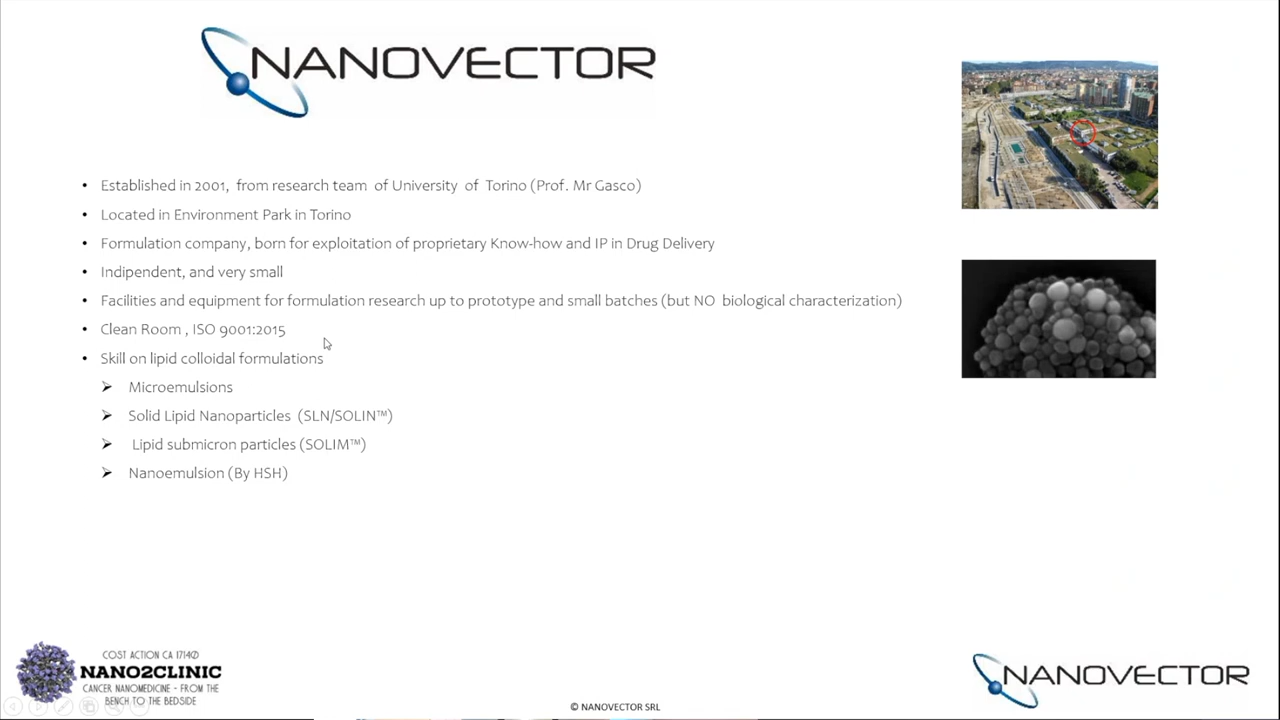 NANOVECTOR
• Established in 2001, from research team of University of Torino (Prof. Mr Gasco)
• Located in Environment Park in Torino
• Formulation company, born for exploitation of proprietary Know-how and IP in Drug Delivery
• Indipendent, and very small
• Facilities and equipment for formulation research up to prototype and small batches (but NO biological characterization)
• Clean Room , ISO 9001:2015
• Skill on lipid colloidal formulations
➢ Microemulsions
➢ Solid Lipid Nanoparticles (SLN/SOLIN™)
➢ Lipid submicron particles (SOLIM™)
➢ Nanoemulsion (By HSH)
COST ACTION CA 17140
NANO2CLINIC
CANCER NANOMEDICINE - FROM THE
BENCH TO THE BEDSIDE
© NANOVECTOR SRL
NANOVECTOR